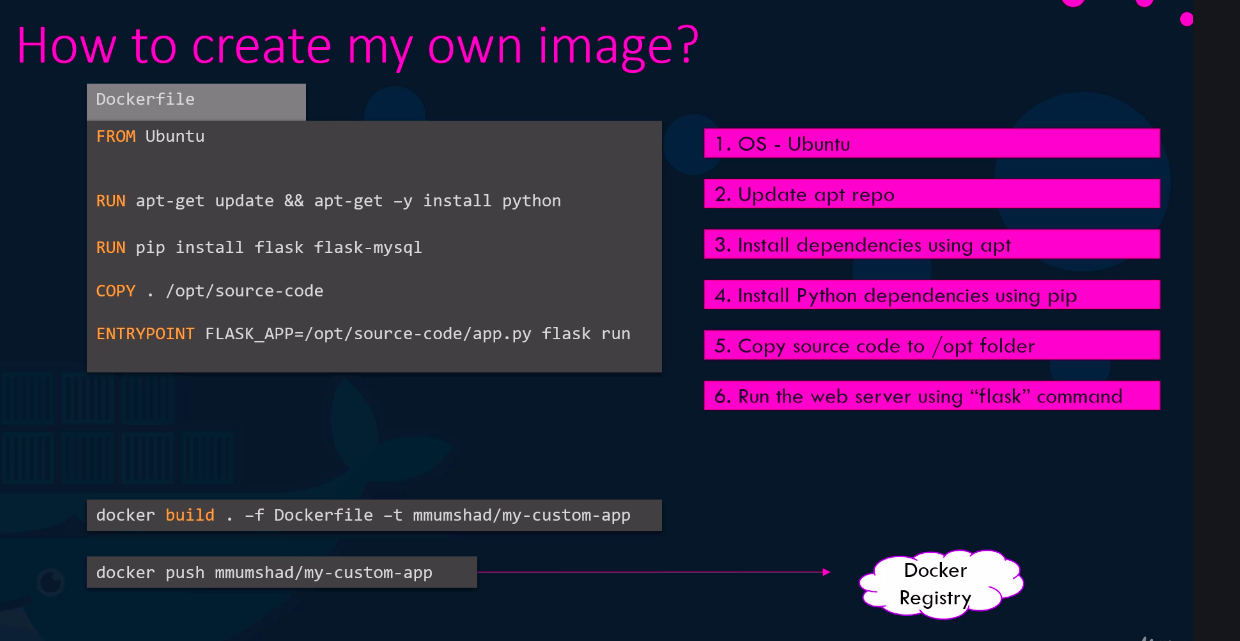 How to create my own image?
Dockerfile
FROM Ubuntu
RUN apt-get update && apt-get –y install python
RUN pip install flask flask-mysql
COPY . /opt/source-code
ENTRYPOINT FLASK_APP=/opt/source-code/app.py flask run
1. OS - Ubuntu
2. Update apt repo
3. Install dependencies using apt
4. Install Python dependencies using pip
5. Copy source code to /opt folder
6. Run the web server using “flask” command
docker build . –f Dockerfile –t mmumshad/my-custom-app
docker push mmumshad/my-custom-app
Docker
Registry